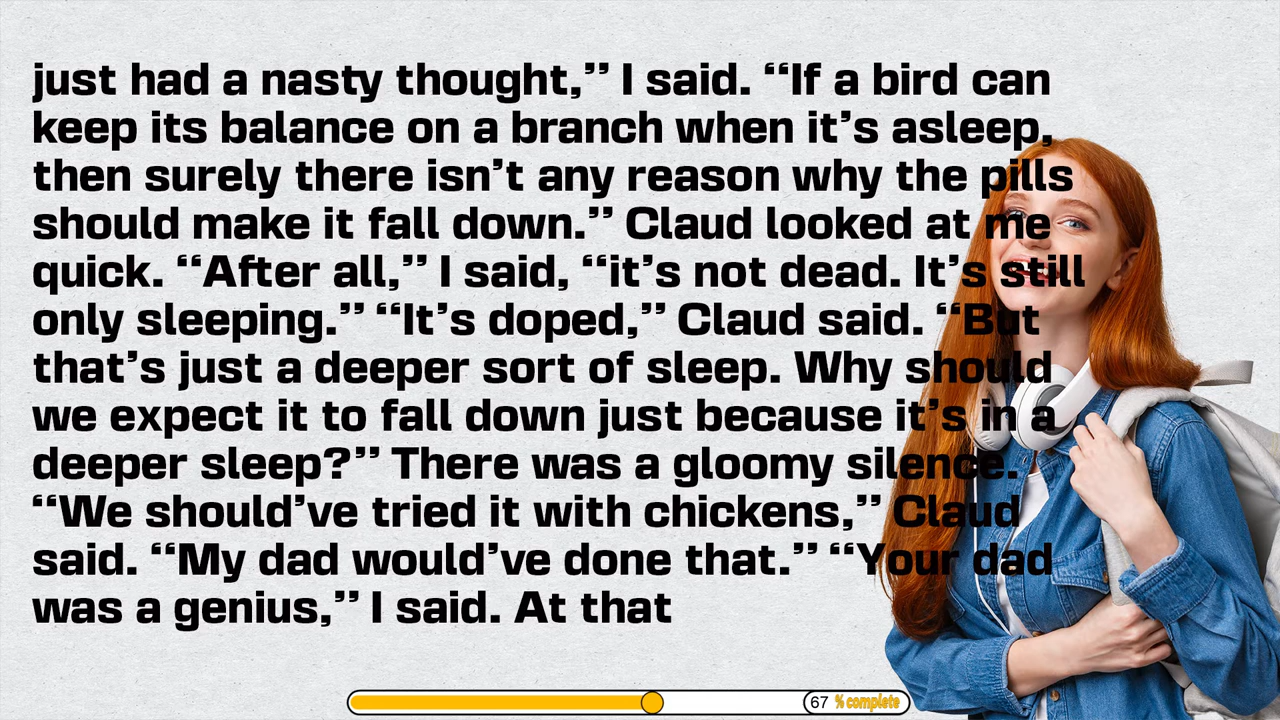 just had a nasty thought,” I said. “If a bird can
keep its balance on a branch when it’s asleep,
then surely there isn’t any reason why the pills
should make it fall down.” Claud looked at me
quick. “After all,” I said, “it’s not dead. It’s still
only sleeping.” “It’s doped,” Claud said. “But
that’s just a deeper sort of sleep. Why should
we expect it to fall down just because it’s in a
deeper sleep?” There was a gloomy silence.
“We should’ve tried it with chickens,” Claud
said. “My dad would’ve done that.” “Your dad
was a genius,” I said. At that
67 % complete